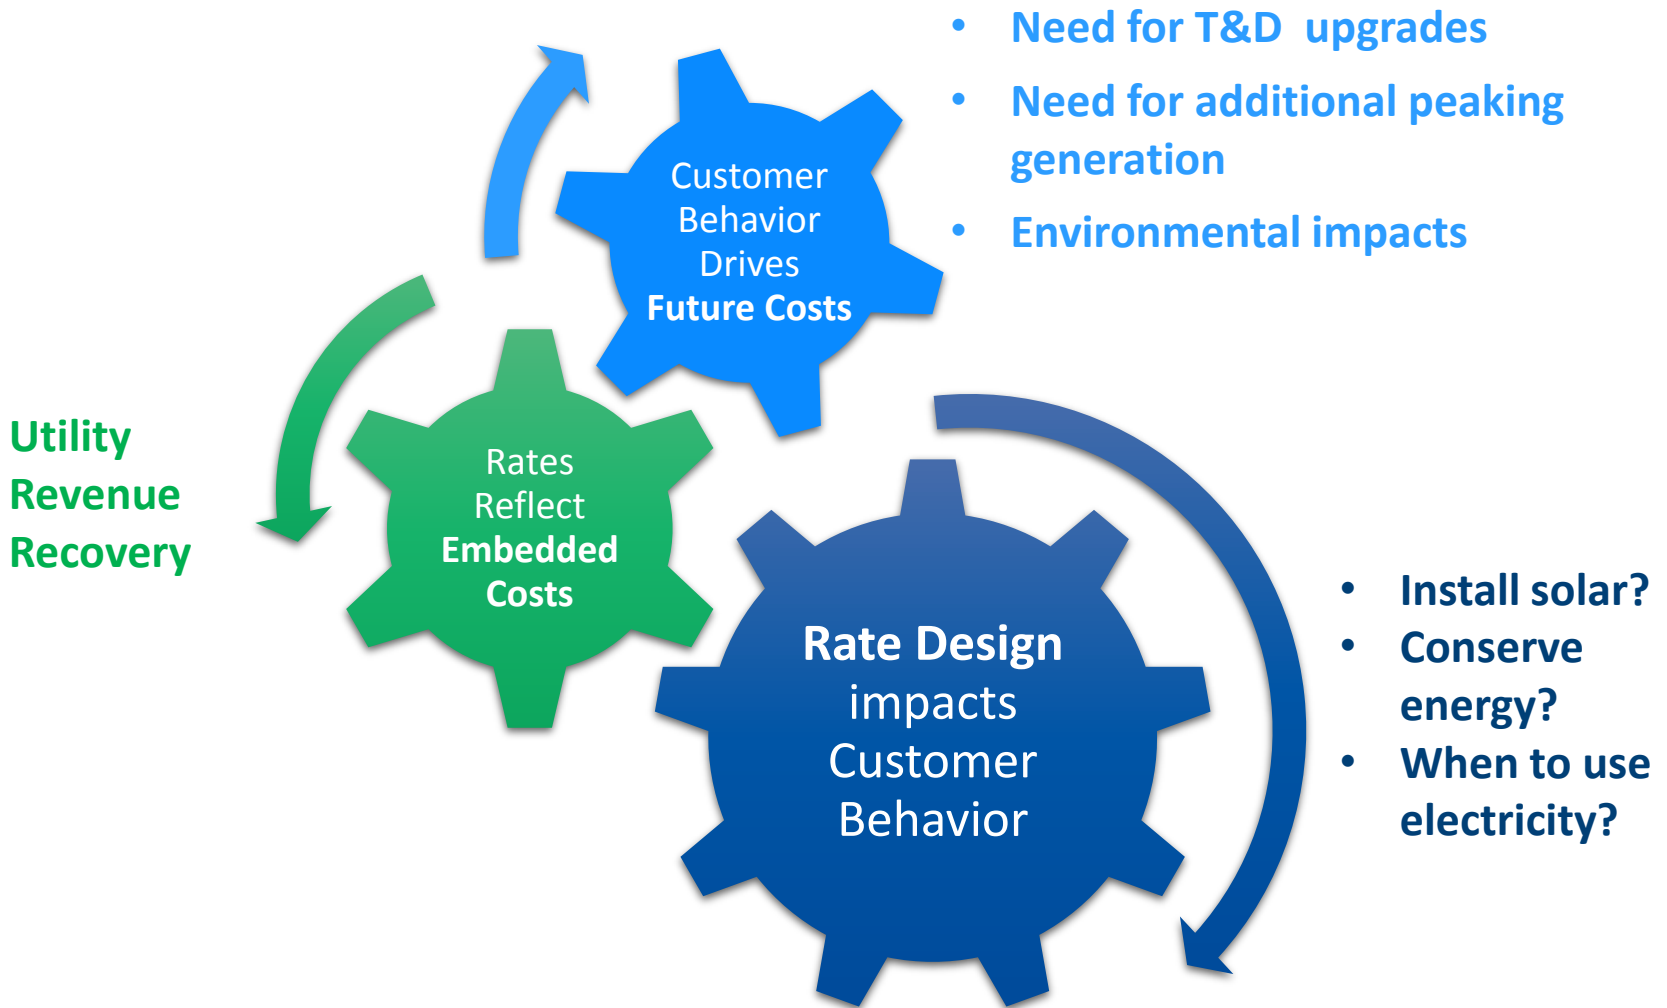 • Need for T&D upgrades
• Need for additional peaking
generation
• Environmental impacts
Customer
Behavior
Drives
Future Costs
Utility
Revenue
Recovery
Rates
Reflect
Embedded
Costs
Rate Design
impacts
Customer
Behavior
• Install solar?
• Conserve
energy?
• When to use
electricity?